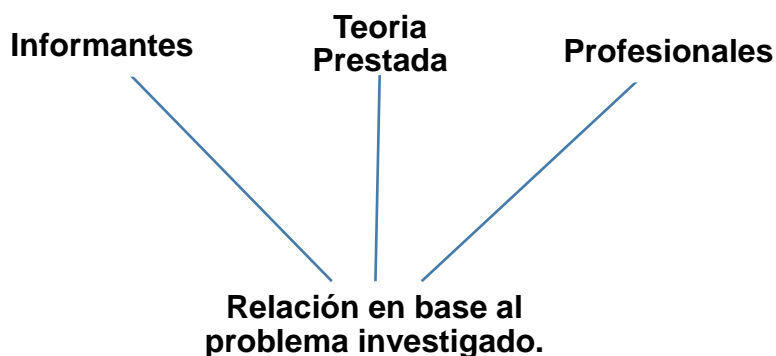 Informantes
Teoria
Prestada
Profesionales
Relación en base al
problema investigado.